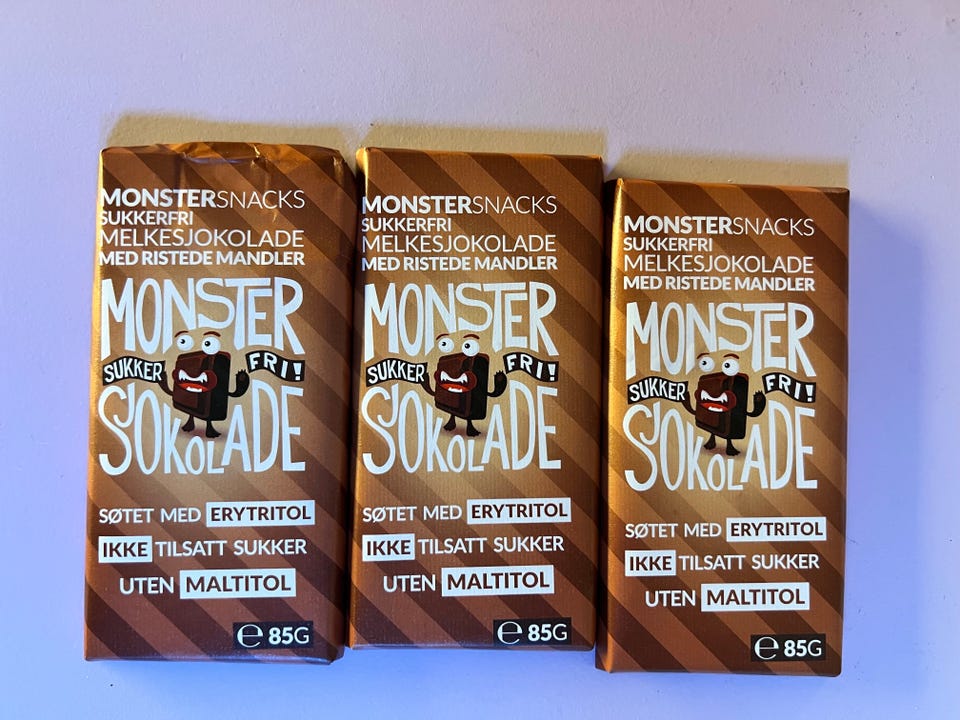 MONSTERSNACKS
SUKKERFRI
MELKESJOKOLADE
MED RISTEDE MANDLER
MONSTER
SUKKER FRI!
SJOKOLADE
SØTET MED ERYTRITOL
IKKE TILSATT SUKKER
UTEN MALTITOL
℮ 85G
MONSTERSNACKS
SUKKERFRI
MELKESJOKOLADE
MED RISTEDE MANDLER
MONSTER
SUKKER FRI!
SJOKOLADE
SØTET MED ERYTRITOL
IKKE TILSATT SUKKER
UTEN MALTITOL
℮ 85G
MONSTERSNACKS
SUKKERFRI
MELKESJOKOLADE
MED RISTEDE MANDLER
MONSTER
SUKKER FRI!
SJOKOLADE
SØTET MED ERYTRITOL
IKKE TILSATT SUKKER
UTEN MALTITOL
℮ 85G